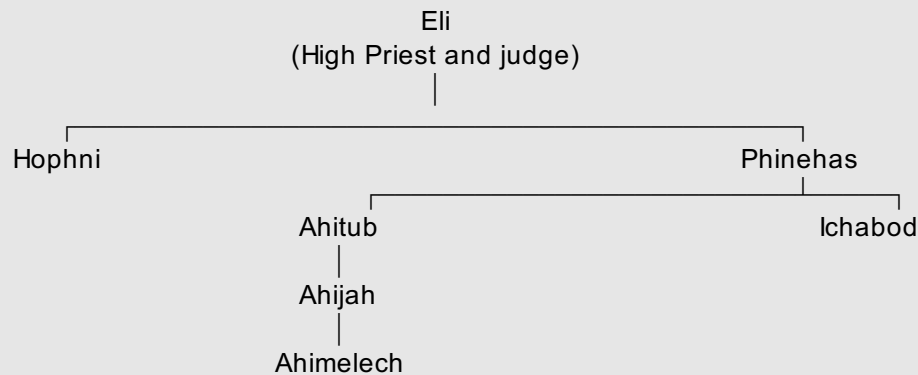 Eli
(High Priest and judge)
Hophni Phinehas
Ahitub Ichabod
Ahijah
Ahimelech